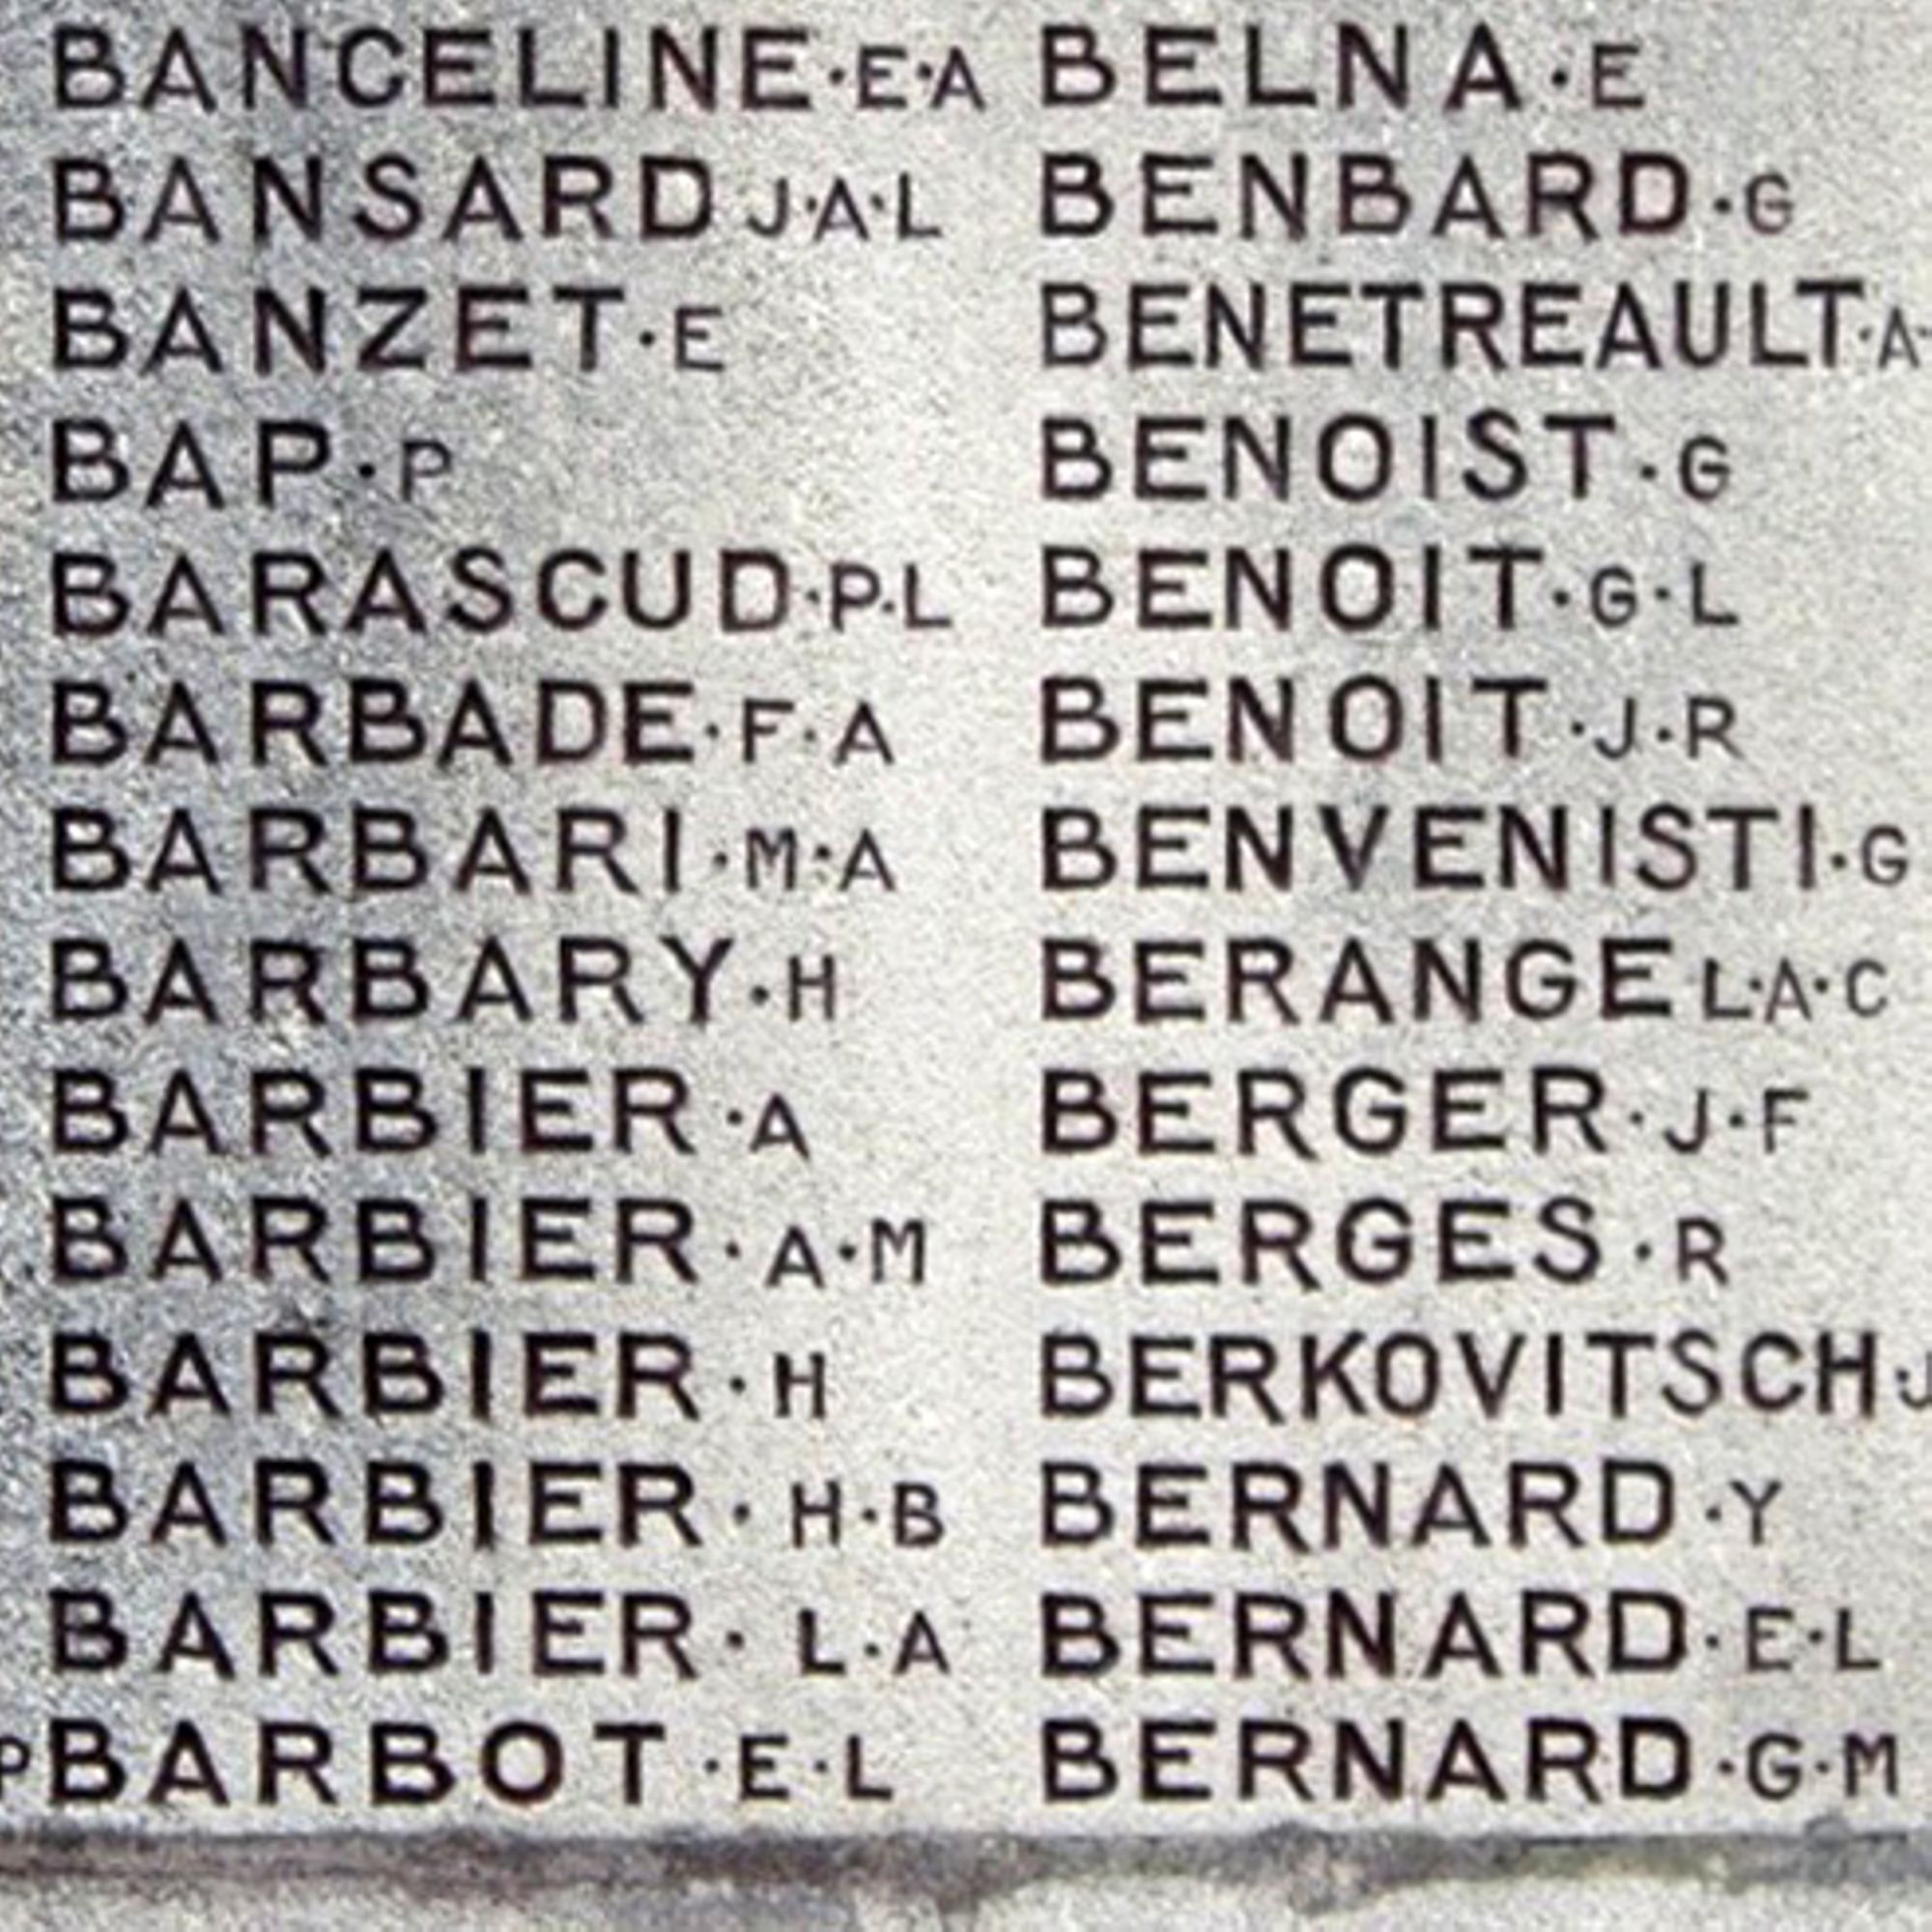 BANCELINE·E·A
BANSARD J·A·L
BANZET·E
BAP·P
BARASCUD·P·L
BARBADE·F·A
BARBARI·M·A
BARBARY·H
BARBIER·A
BARBIER·A·M
BARBIER·H
BARBIER·H·B
BARBIER·L·A
BARBOT·E·L
BELNA·E
BENBARD·G
BENETREAULT·A·
BENOIST·G
BENOIT·G·L
BENOIT·J·R
BENVENISTI·G
BERANGE L·A·C
BERGER·J·F
BERGES·R
BERKOVITSCH·J
BERNARD·Y
BERNARD·E·L
BERNARD·G·M